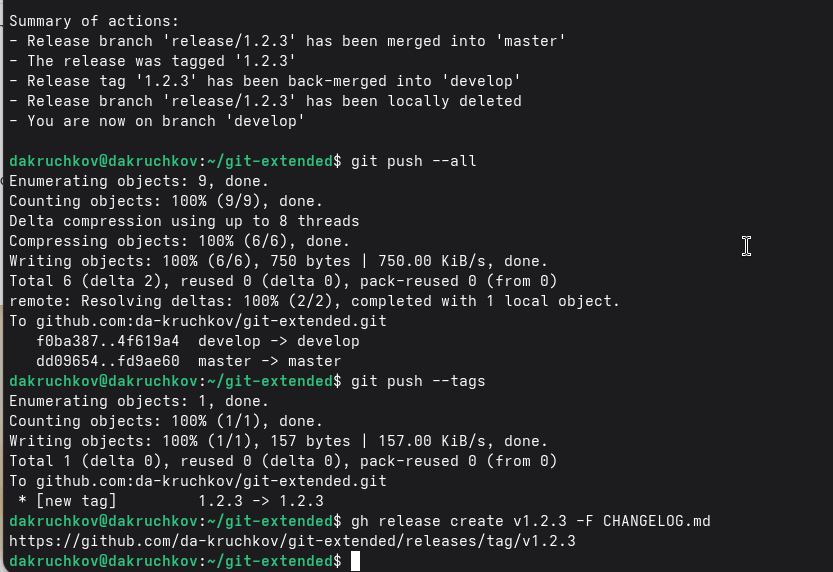 Summary of actions:
- Release branch 'release/1.2.3' has been merged into 'master'
- The release was tagged '1.2.3'
- Release tag '1.2.3' has been back-merged into 'develop'
- Release branch 'release/1.2.3' has been locally deleted
- You are now on branch 'develop'
dakruchkov@dakruchkov:~/git-extended$ git push --all
Enumerating objects: 9, done.
Counting objects: 100% (9/9), done.
Delta compression using up to 8 threads
Compressing objects: 100% (6/6), done.
Writing objects: 100% (6/6), 750 bytes | 750.00 KiB/s, done.
Total 6 (delta 2), reused 0 (delta 0), pack-reused 0 (from 0)
remote: Resolving deltas: 100% (2/2), completed with 1 local object.
To github.com:da-kruchkov/git-extended.git
   f0ba387..4f619a4  develop -> develop
   dd09654..fd9ae60  master -> master
dakruchkov@dakruchkov:~/git-extended$ git push --tags
Enumerating objects: 1, done.
Counting objects: 100% (1/1), done.
Writing objects: 100% (1/1), 157 bytes | 157.00 KiB/s, done.
Total 1 (delta 0), reused 0 (delta 0), pack-reused 0 (from 0)
To github.com:da-kruchkov/git-extended.git
 * [new tag]         1.2.3 -> 1.2.3
dakruchkov@dakruchkov:~/git-extended$ gh release create v1.2.3 -F CHANGELOG.md
https://github.com/da-kruchkov/git-extended/releases/tag/v1.2.3
dakruchkov@dakruchkov:~/git-extended$